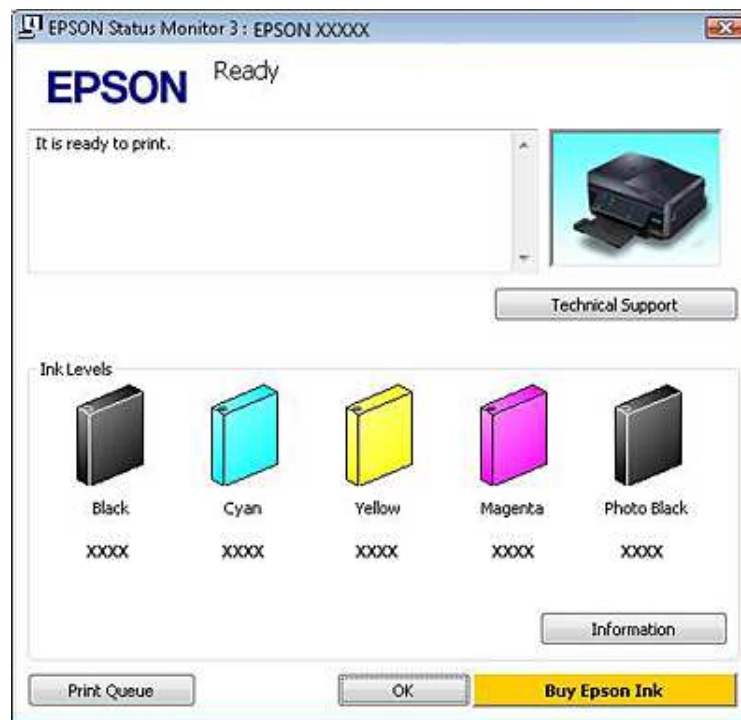 EPSON Status Monitor 3 : EPSON XXXXX
EPSON
Ready
It is ready to print.
Technical Support
Ink Levels
Black Cyan Yellow Magenta Photo Black
XXXX XXXX XXXX XXXX XXXX
Information
Print Queue OK Buy Epson Ink